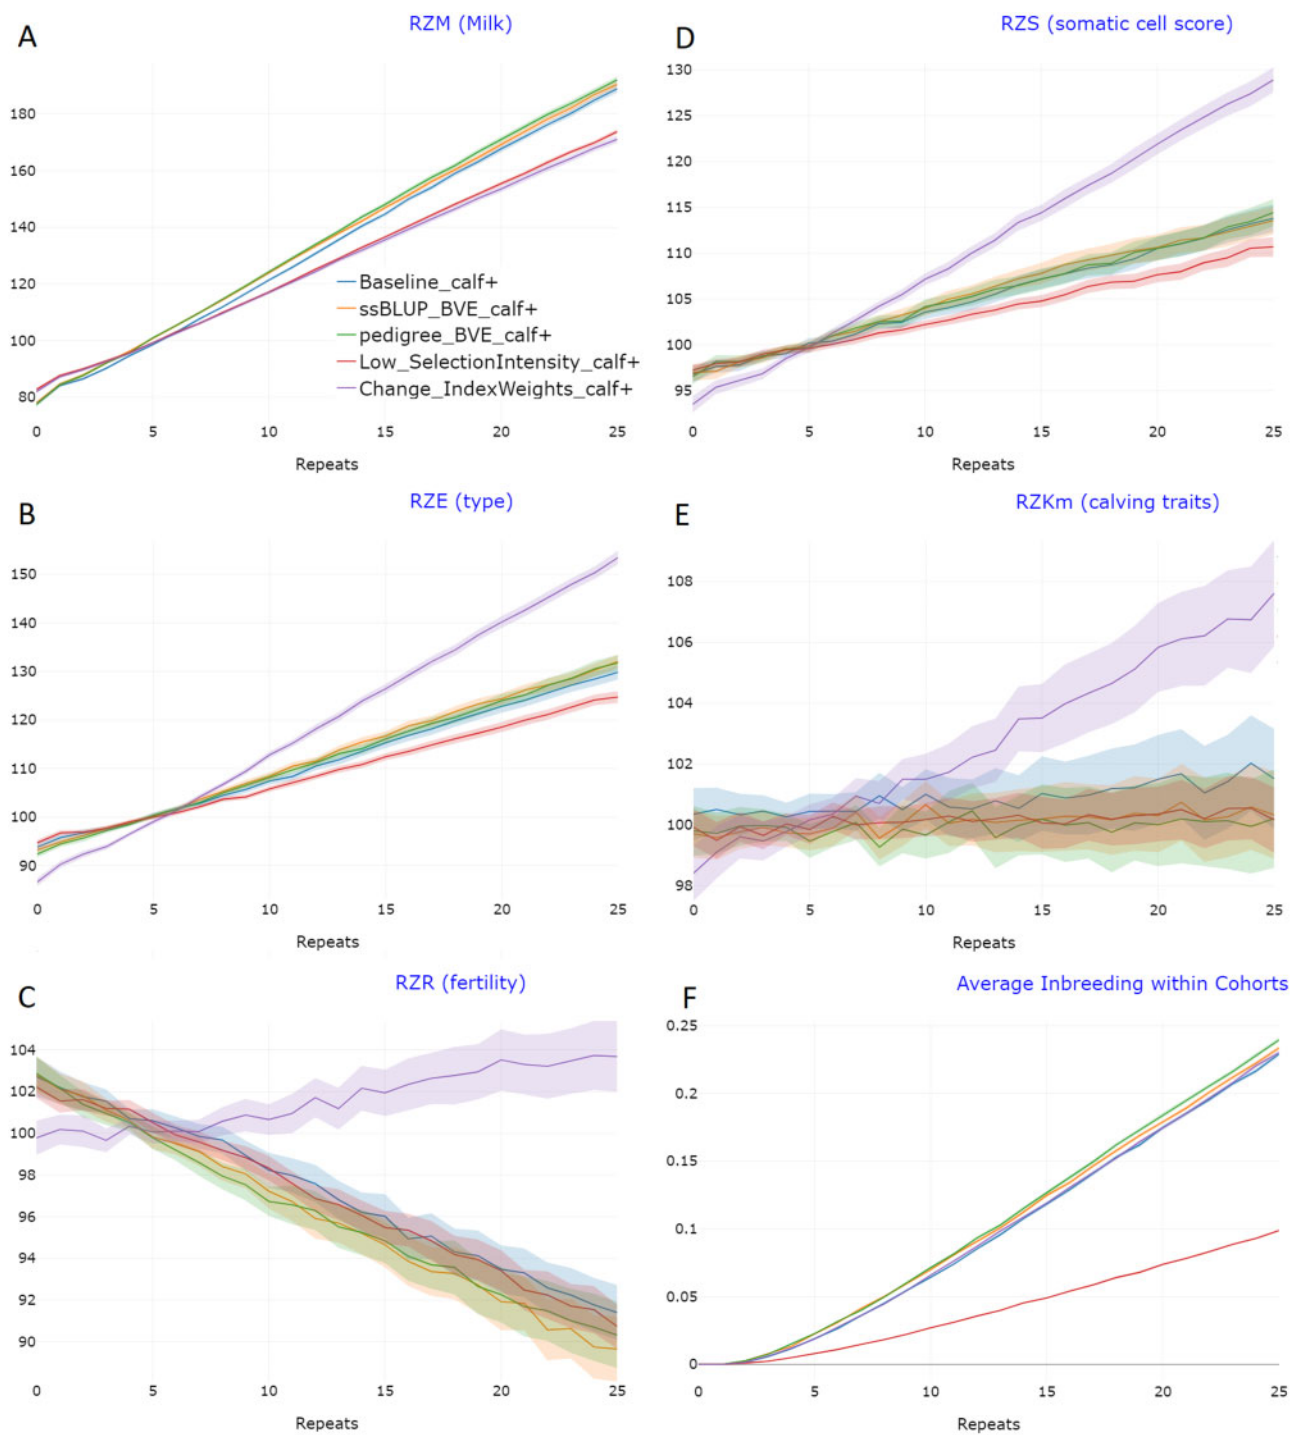 A
RZM (Milk)
180
160
140
120
100
80
Baseline_calf+
ssBLUP_BVE_calf+
pedigree_BVE_calf+
Low_SelectionIntensity_calf+
Change_IndexWeights_calf+
0 5 10 15 20 25
Repeats
D
RZS (somatic cell score)
130
125
120
115
110
105
100
95
0 5 10 15 20 25
Repeats
B
RZE (type)
150
140
130
120
110
100
90
0 5 10 15 20 25
Repeats
E
RZKm (calving traits)
108
106
104
102
100
98
0 5 10 15 20 25
Repeats
C
RZR (fertility)
104
102
100
98
96
94
92
90
0 5 10 15 20 25
Repeats
F
Average Inbreeding within Cohorts
0.25
0.2
0.15
0.1
0.05
0
0 5 10 15 20 25
Repeats